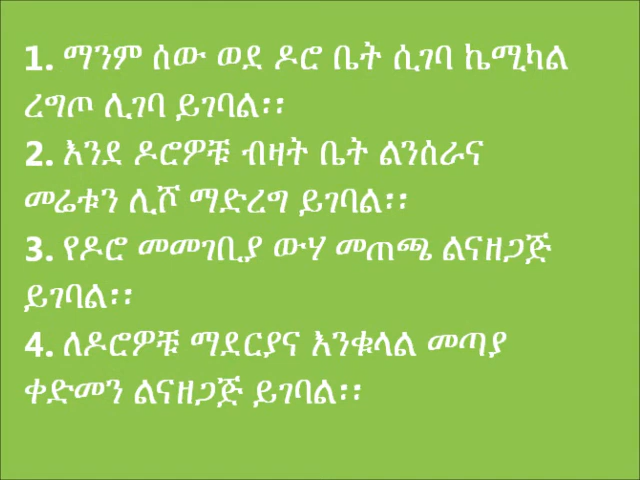 1. ማንም ሰው ወደ ዶሮ ቤት ሲገባ ኬሚካል
ረግጦ ሊገባ ይገባል፡፡
2. እንደ ዶሮዎቹ ብዛት ቤት ልንሰራና
መሬቱን ሊሾ ማድረግ ይገባል፡፡
3. የዶሮ መመገቢያ ውሃ መጠጫ ልናዘጋጅ
ይገባል፡፡
4. ለዶሮዎቹ ማደርያና እንቁላል መጣያ
ቀድመን ልናዘጋጅ ይገባል፡፡